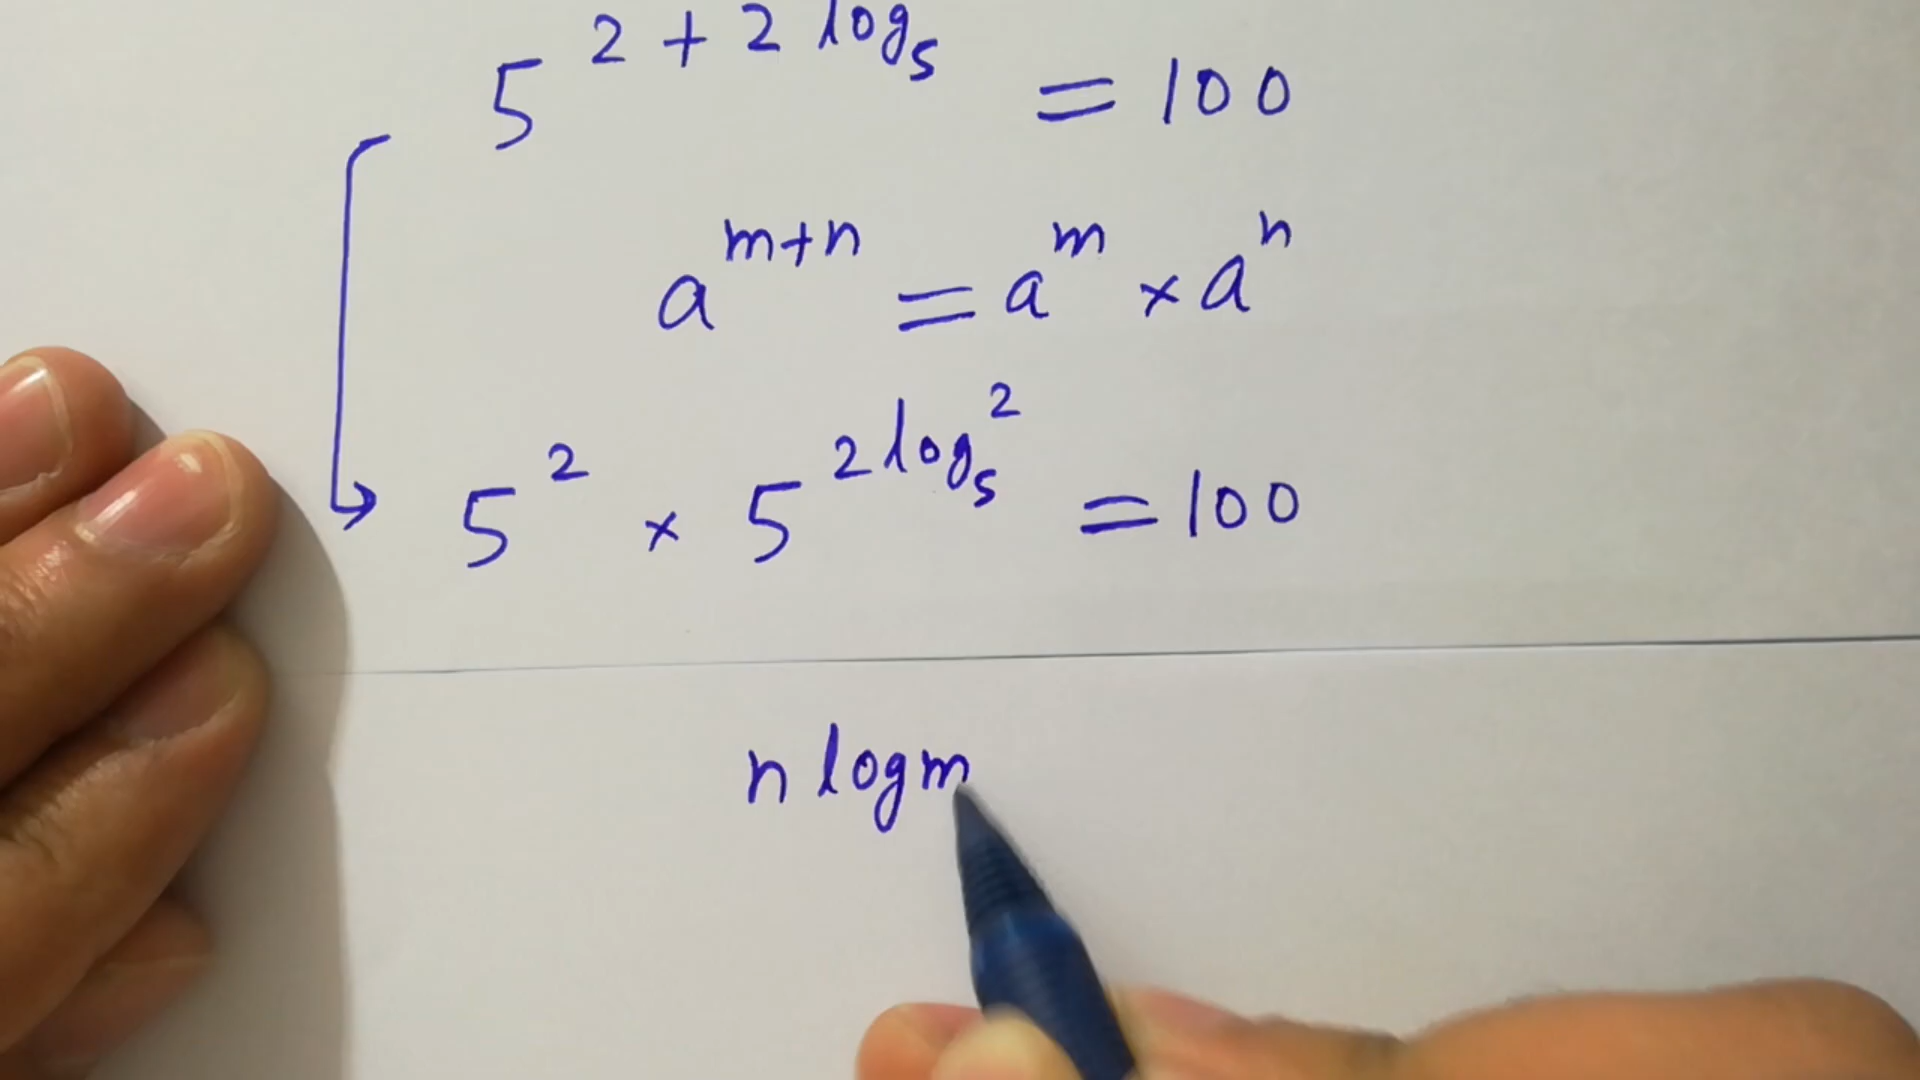 5^{2 + 2 log_5} = 100
a^{m+n} = a^m × a^n
5^2 × 5^{2 log_5^2} = 100
n log m